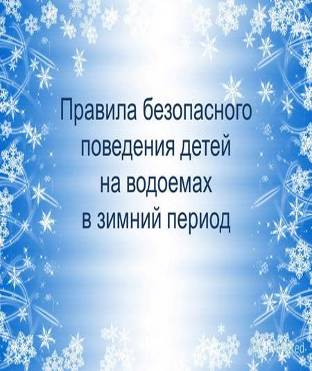 Правила безопасного
поведения детей
на водоемах
в зимний период